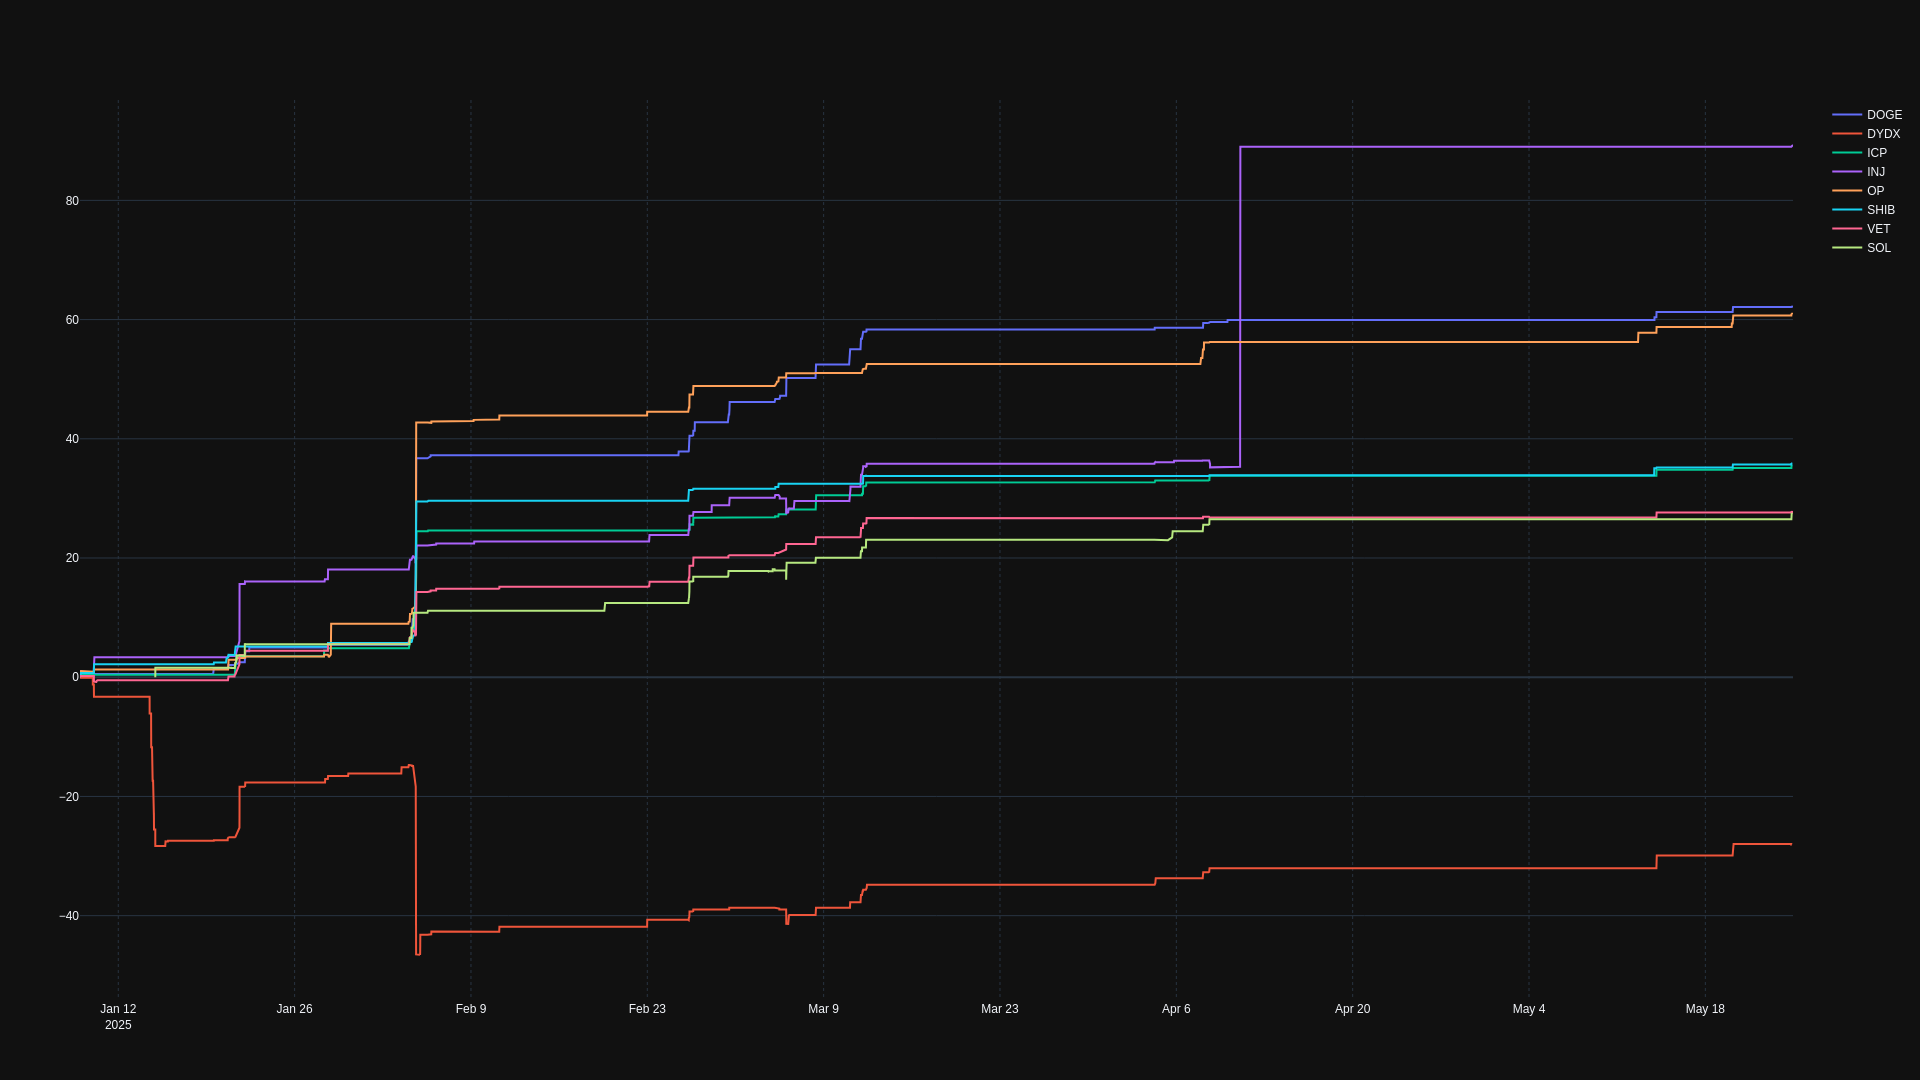 DOGE
DYDX
ICP
INJ
OP
SHIB
VET
SOL
80
60
40
20
0
−20
−40
Jan 12
2025
Jan 26
Feb 9
Feb 23
Mar 9
Mar 23
Apr 6
Apr 20
May 4
May 18